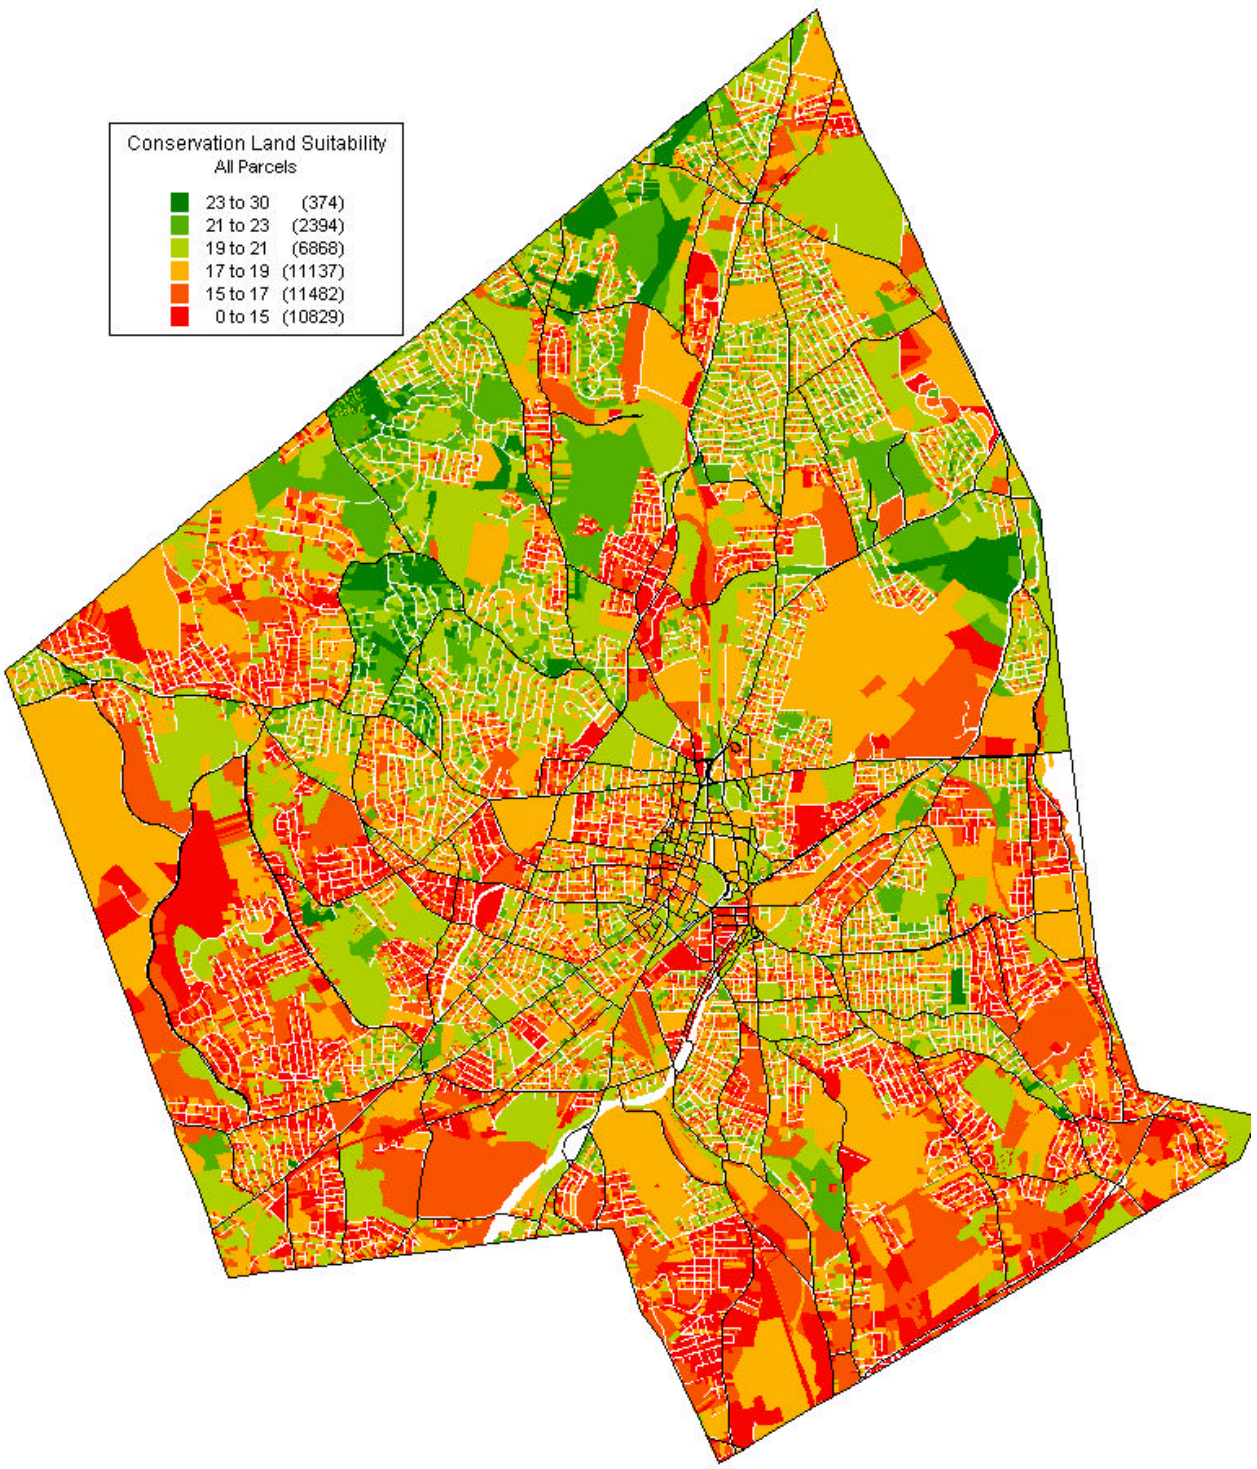 Conservation Land Suitability
All Parcels
23 to 30 (374)
21 to 23 (2394)
19 to 21 (6868)
17 to 19 (11137)
15 to 17 (11482)
0 to 15 (10829)